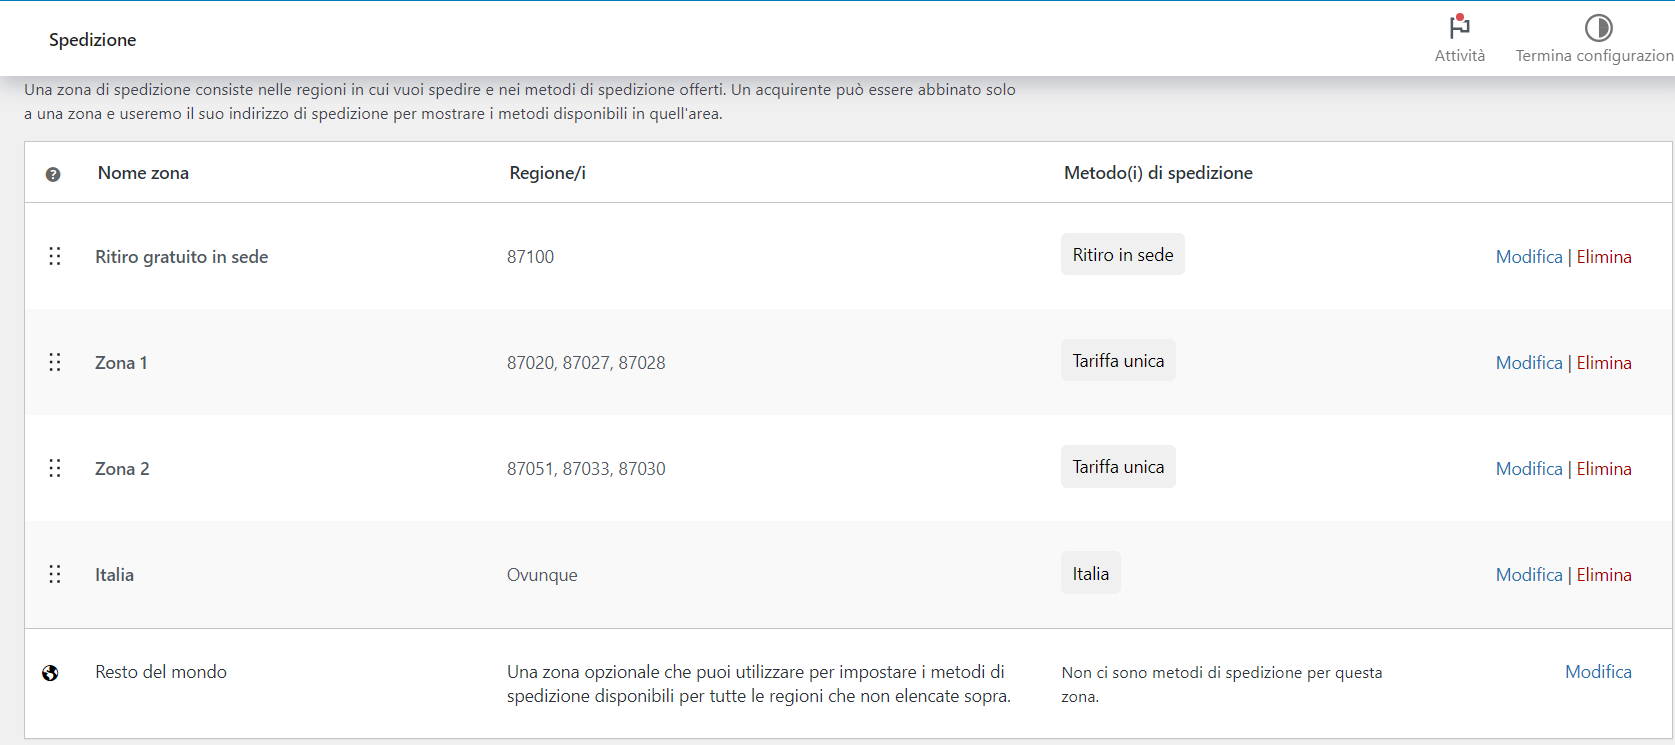 Spedizione
Attività
Termina configurazion
Una zona di spedizione consiste nelle regioni in cui vuoi spedire e nei metodi di spedizione offerti. Un acquirente può essere abbinato solo
a una zona e useremo il suo indirizzo di spedizione per mostrare i metodi disponibili in quell'area.
? Nome zona Regione/i Metodo(i) di spedizione
Ritiro gratuito in sede 87100 Ritiro in sede Modifica | Elimina
Zona 1 87020, 87027, 87028 Tariffa unica Modifica | Elimina
Zona 2 87051, 87033, 87030 Tariffa unica Modifica | Elimina
Italia Ovunque Italia Modifica | Elimina
Resto del mondo
Una zona opzionale che puoi utilizzare per impostare i metodi di
spedizione disponibili per tutte le regioni che non elencate sopra.
Non ci sono metodi di spedizione per questa
zona.
Modifica